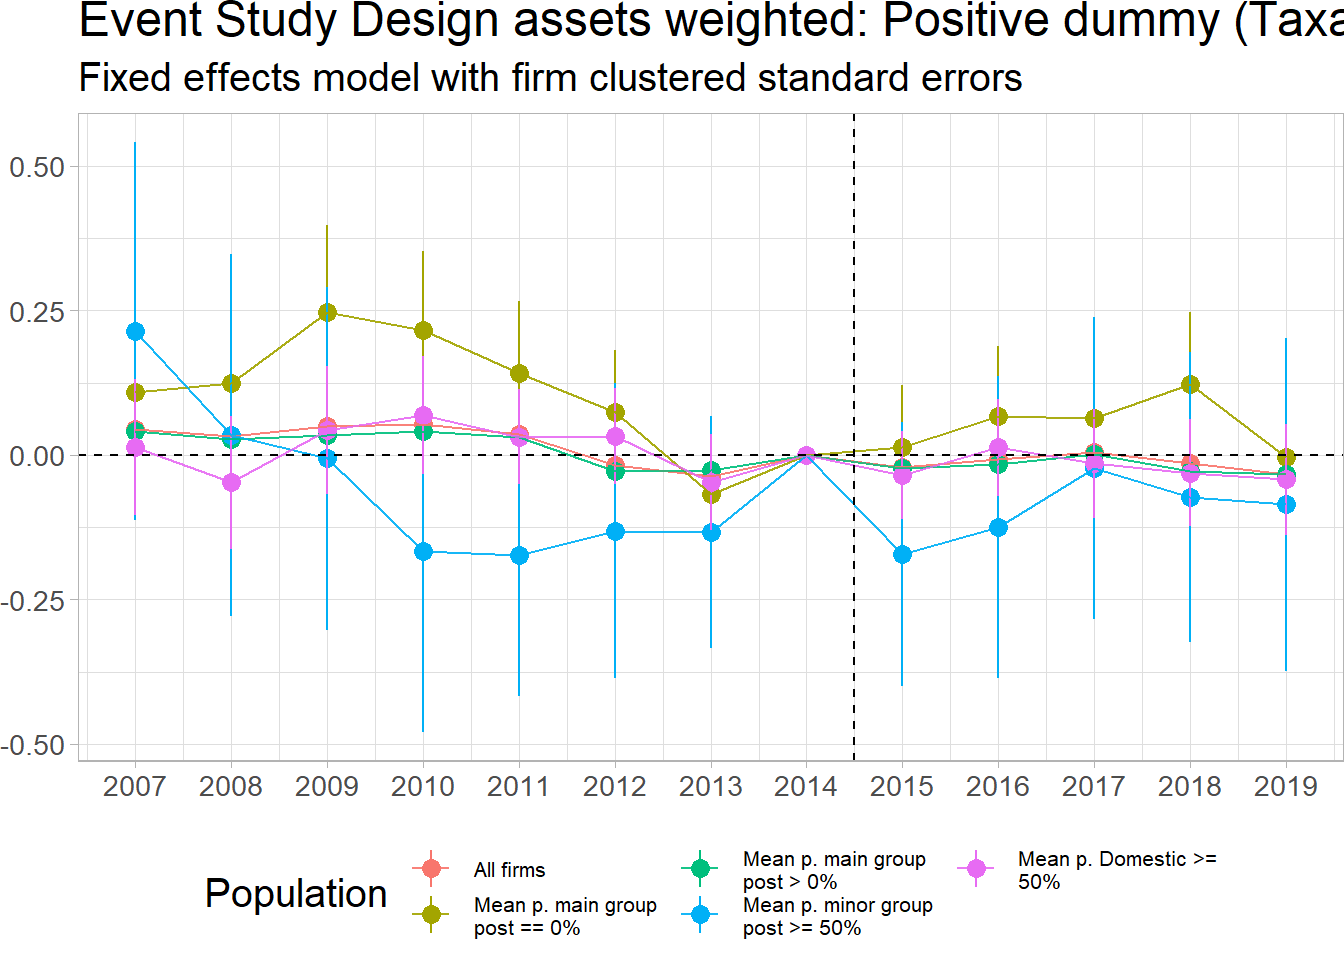 Event Study Design assets weighted: Positive dummy (Taxa
Fixed effects model with firm clustered standard errors
0.50
0.25
0.00
-0.25
-0.50
2007 2008 2009 2010 2011 2012 2013 2014 2015 2016 2017 2018 2019
Population
All firms
Mean p. main group
post == 0%
Mean p. main group
post > 0%
Mean p. minor group
post >= 50%
Mean p. Domestic >=
50%